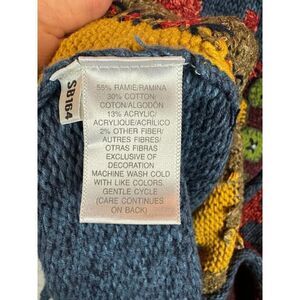 SB164
55% RAMIE/RAMINA
30% COTTON/
COTON/ALGODÓN
13% ACRYLIC/
ACRYLIQUE/ACRILICO
2% OTHER FIBER/
AUTRES FIBRES/
OTRAS FIBRAS
EXCLUSIVE OF
DECORATION
MACHINE WASH COLD
WITH LIKE COLORS.
GENTLE CYCLE
(CARE CONTINUES
ON BACK)